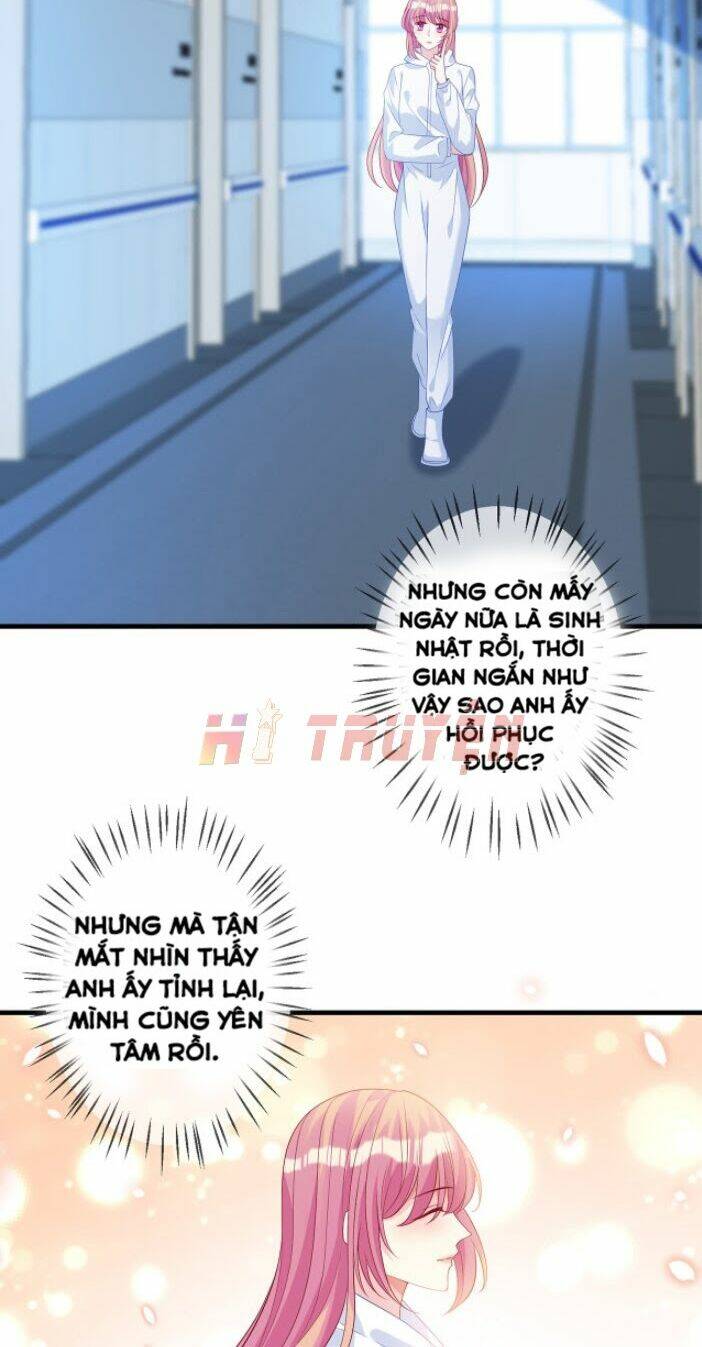 NHƯNG CÒN MẤY
NGÀY NỮA LÀ SINH
NHẬT RỒI, THỜI
GIAN NGẮN NHƯ
VẬY SAO ANH ẤY
HỒI PHỤC
ĐƯỢC?
HI TRUYỆN
NHƯNG MÀ TẬN
MẮT NHÌN THẤY
ANH ẤY TỈNH LẠI,
MÌNH CŨNG YÊN
TÂM RỒI.